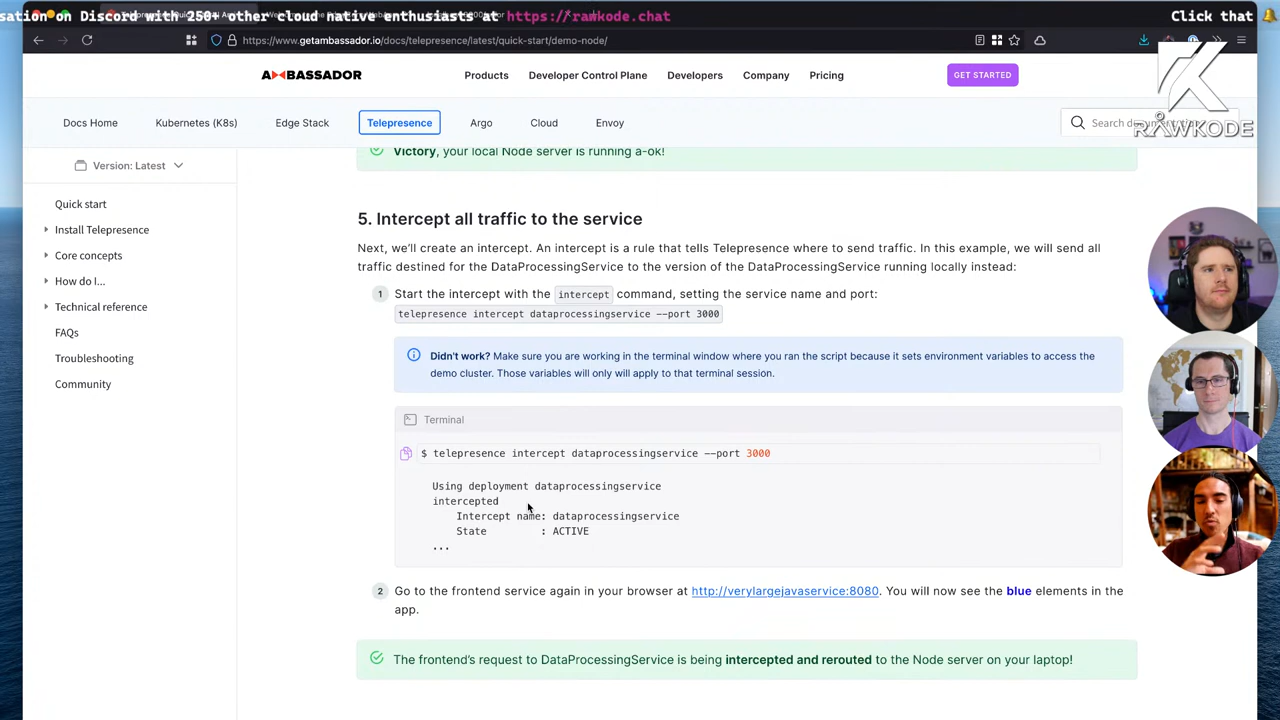 sation on Discord with 250+ other cloud native enthusiasts at https://rawkode.chat
Click that
https://www.getambassador.io/docs/telepresence/latest/quick-start/demo-node/
AMBASSADOR
Products
Developer Control Plane
Developers
Company
Pricing
GET STARTED
RAWKODE
Docs Home
Kubernetes (K8s)
Edge Stack
Telepresence
Argo
Cloud
Envoy
Search
Version: Latest
Quick start
Install Telepresence
Core concepts
How do I...
Technical reference
FAQs
Troubleshooting
Community
Victory, your local Node server is running a-ok!
5. Intercept all traffic to the service
Next, we'll create an intercept. An intercept is a rule that tells Telepresence where to send traffic. In this example, we will send all
traffic destined for the DataProcessingService to the version of the DataProcessingService running locally instead:
1 Start the intercept with the intercept command, setting the service name and port:
telepresence intercept dataprocessingservice --port 3000
Didn't work? Make sure you are working in the terminal window where you ran the script because it sets environment variables to access the
demo cluster. Those variables will only will apply to that terminal session.
Terminal
$ telepresence intercept dataprocessingservice --port 3000
Using deployment dataprocessingservice
intercepted
Intercept name: dataprocessingservice
State : ACTIVE
...
2 Go to the frontend service again in your browser at http://verylargejavaservice:8080. You will now see the blue elements in the
app.
The frontend's request to DataProcessingService is being intercepted and rerouted to the Node server on your laptop!